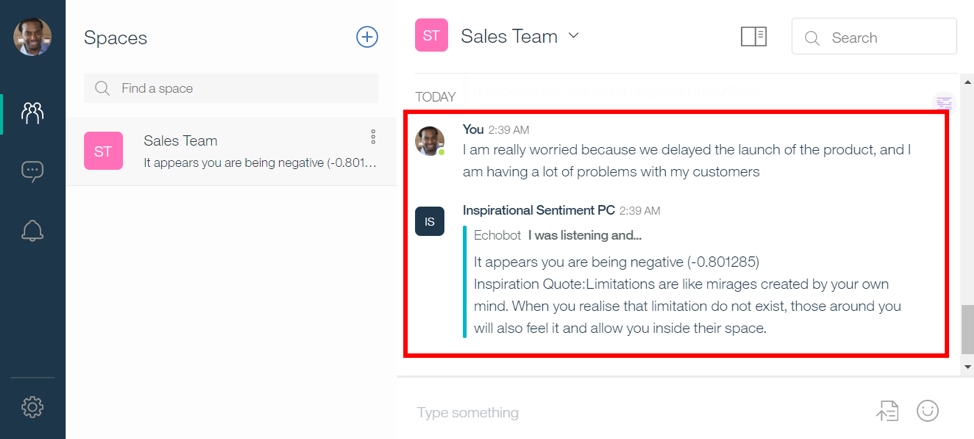 Spaces
Find a space
ST
Sales Team
It appears you are being negative (-0.801...
ST
Sales Team
Search
TODAY
You 2:39 AM
I am really worried because we delayed the launch of the product, and I
am having a lot of problems with my customers
IS
Inspirational Sentiment PC 2:39 AM
Echobot I was listening and...
It appears you are being negative (-0.801285)
Inspiration Quote:Limitations are like mirages created by your own
mind. When you realise that limitation do not exist, those around you
will also feel it and allow you inside their space.
Type something